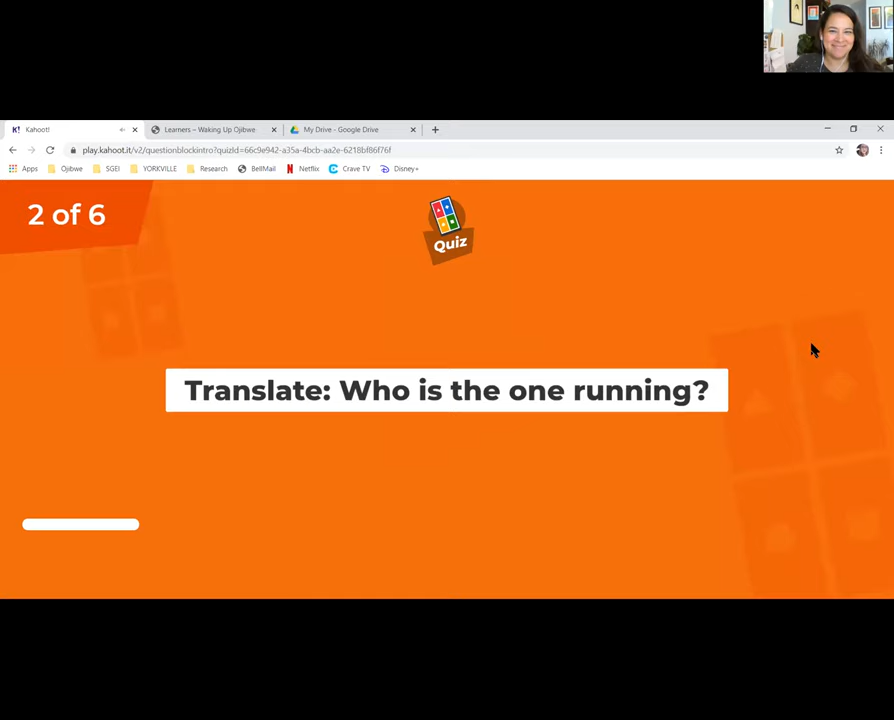 K! Kahoot!
Learners – Waking Up Ojibwe
My Drive - Google Drive
play.kahoot.it/v2/questionblockintro?quizId=66c9e942-a35a-4bcb-aa2e-6218bf86f76f
Apps Ojibwe SGEI YORKVILLE Research BellMail Netflix Crave TV Disney+
2 of 6
Quiz
Translate: Who is the one running?